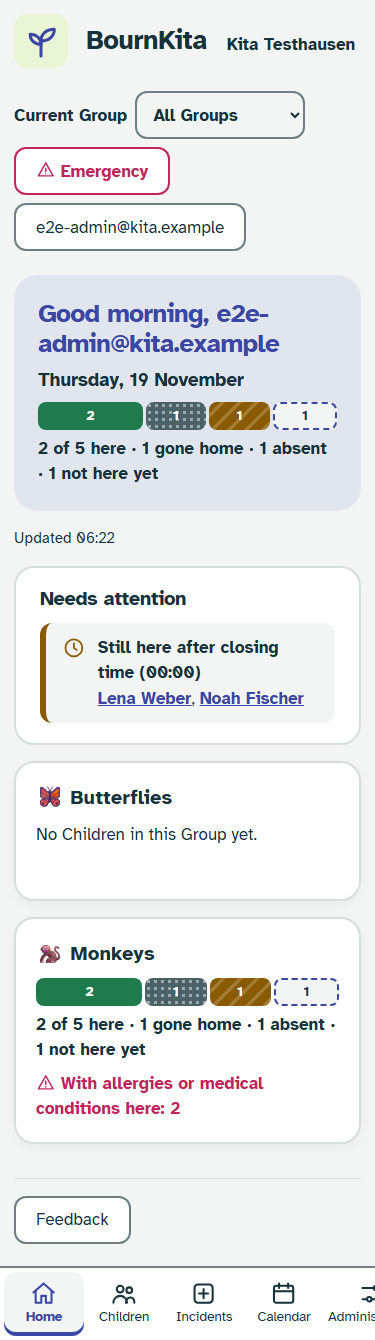 BournKita Kita Testhausen
Current Group All Groups
Emergency
e2e-admin@kita.example
Good morning, e2e-
admin@kita.example
Thursday, 19 November
2 1 1 1
2 of 5 here · 1 gone home · 1 absent
· 1 not here yet
Updated 06:22
Needs attention
Still here after closing
time (00:00)
Lena Weber, Noah Fischer
Butterflies
No Children in this Group yet.
Monkeys
2 1 1 1
2 of 5 here · 1 gone home · 1 absent ·
1 not here yet
With allergies or medical
conditions here: 2
Feedback
Home Children Incidents Calendar Adminis